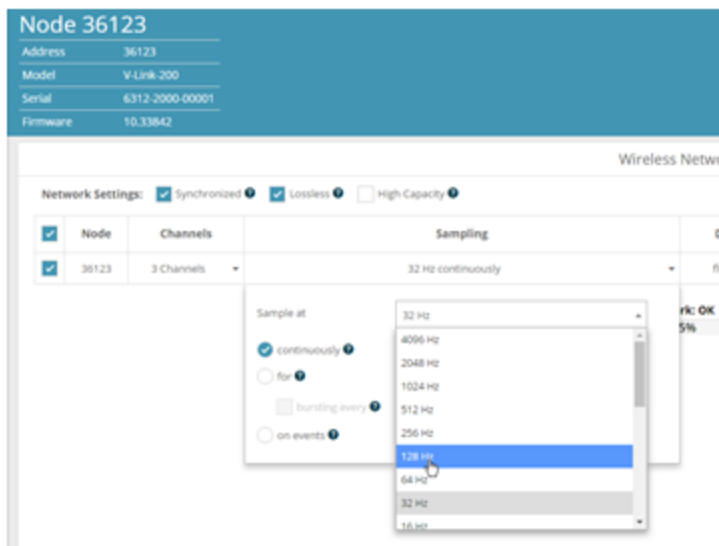 Node 36123
Address 36123
Model V-Link-200
Serial 6312-2000-00001
Firmware 10.33842
Wireless Netw
Network Settings: Synchronized ? Lossless ? High Capacity ?
Node Channels Sampling
36123 3 Channels 32 Hz continuously
Sample at 32 Hz
rk: OK
5%
4096 Hz
continuously ?
2048 Hz
for ?
1024 Hz
bursting every ?
512 Hz
on events ?
256 Hz
128 Hz
64 Hz
32 Hz
16 Hz